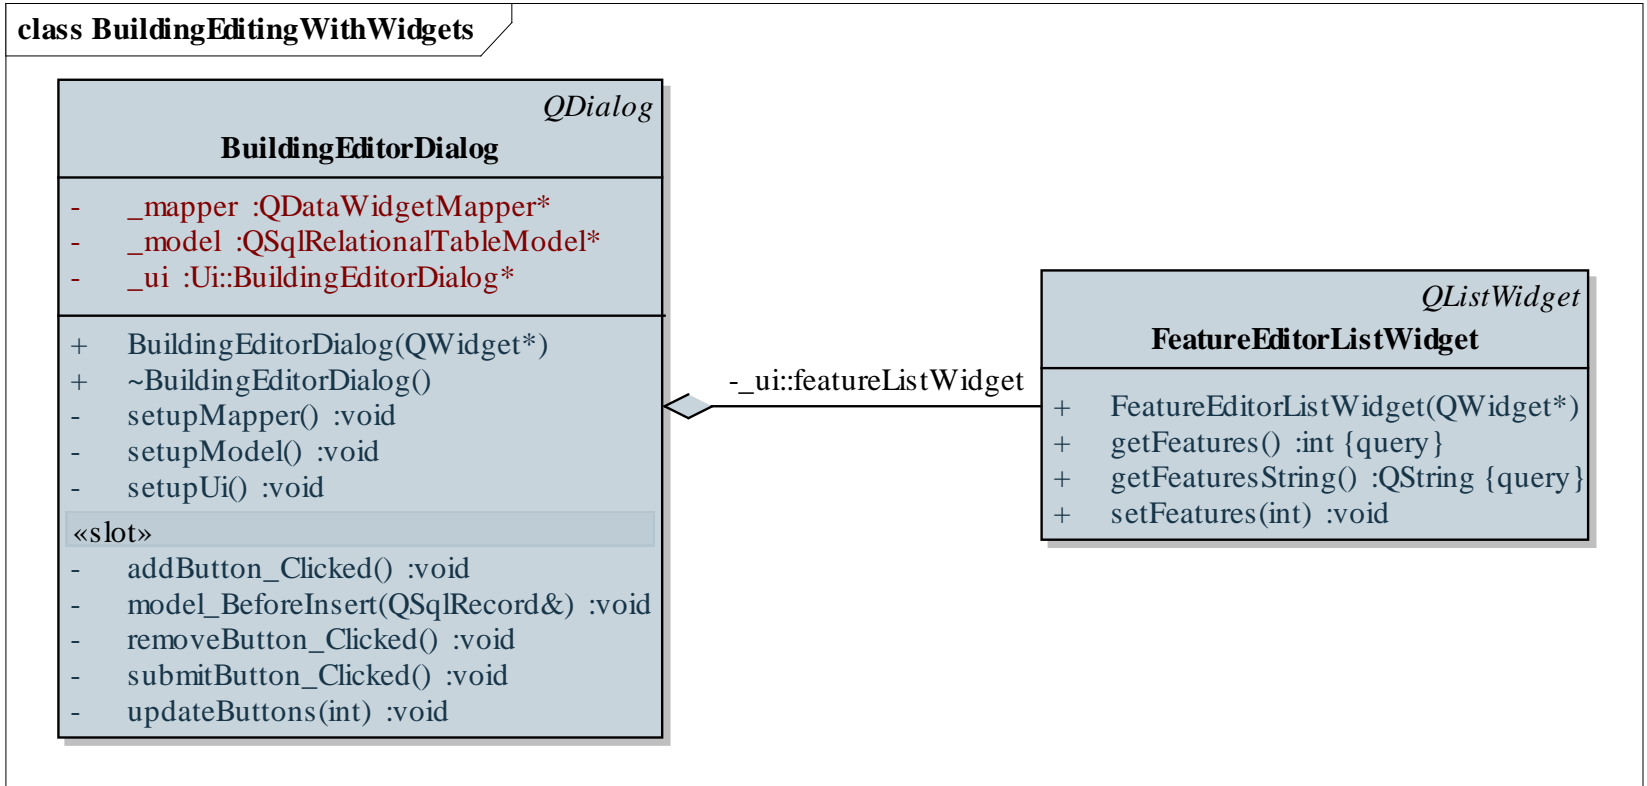 class BuildingEditingWithWidgets
QDialog
BuildingEditorDialog
- _mapper :QDataWidgetMapper*
- _model :QSqlRelationalTableModel*
- _ui :Ui::BuildingEditorDialog*
+ BuildingEditorDialog(QWidget*)
+ ~BuildingEditorDialog()
- setupMapper() :void
- setupModel() :void
- setupUi() :void
«slot»
- addButton_Clicked() :void
- model_BeforeInsert(QSqlRecord&) :void
- removeButton_Clicked() :void
- submitButton_Clicked() :void
- updateButtons(int) :void
-_ui::featureListWidget
QListWidget
FeatureEditorListWidget
+ FeatureEditorListWidget(QWidget*)
+ getFeatures() :int {query}
+ getFeaturesString() :QString {query}
+ setFeatures(int) :void